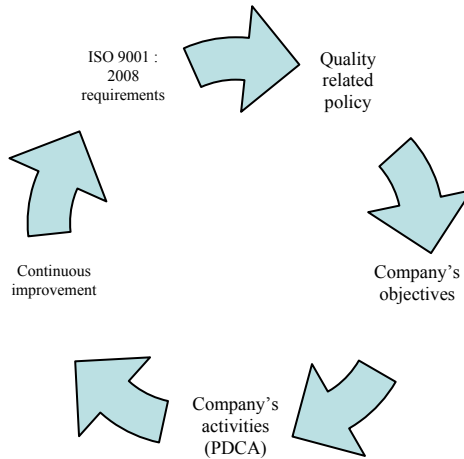 ISO 9001 :
2008
requirements
Quality
related
policy
Company’s
objectives
Company’s
activities
(PDCA)
Continuous
improvement